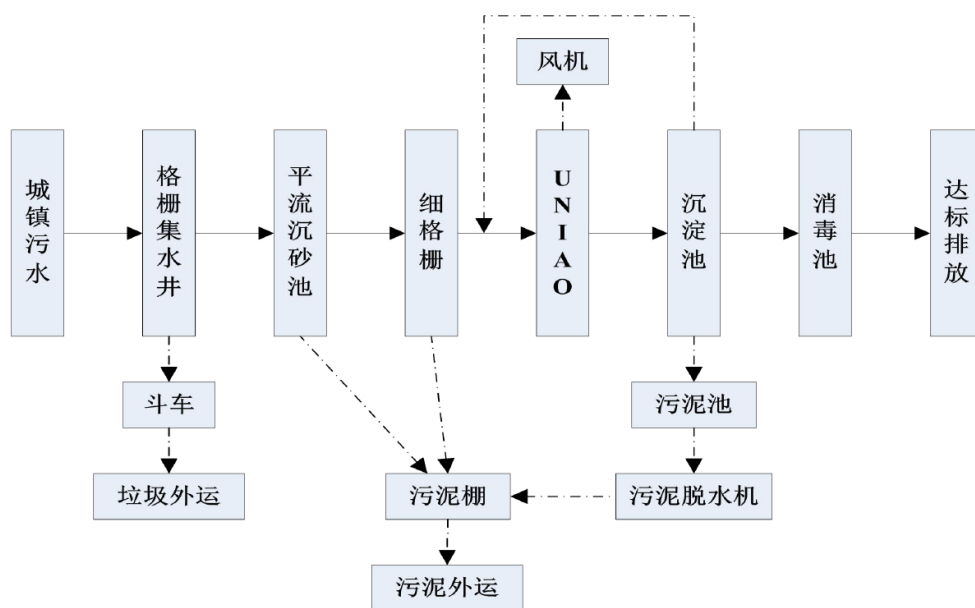 风机
城镇污水
格栅集水井
平流沉砂池
细格栅
UNIAO
沉淀池
消毒池
达标排放
斗车
污泥池
垃圾外运
污泥棚
污泥脱水机
污泥外运